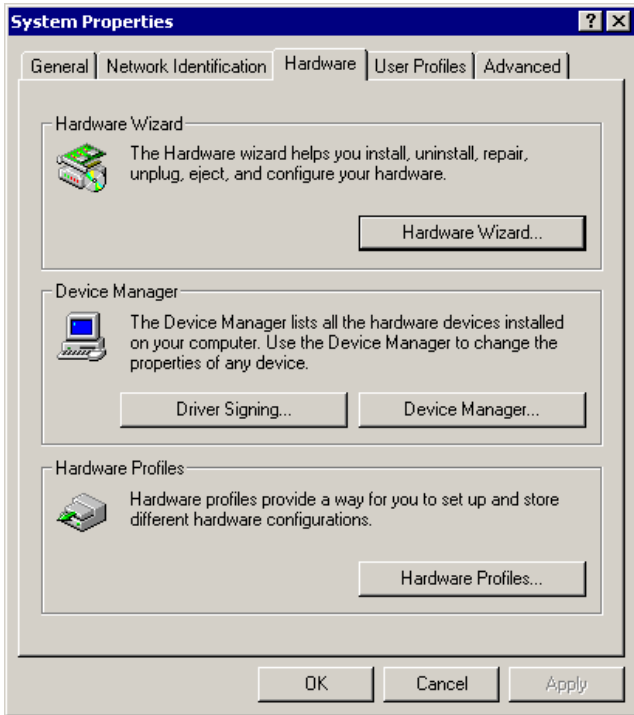 System Properties
General Network Identification Hardware User Profiles Advanced
Hardware Wizard
The Hardware wizard helps you install, uninstall, repair,
unplug, eject, and configure your hardware.
Hardware Wizard...
Device Manager
The Device Manager lists all the hardware devices installed
on your computer. Use the Device Manager to change the
properties of any device.
Driver Signing... Device Manager...
Hardware Profiles
Hardware profiles provide a way for you to set up and store
different hardware configurations.
Hardware Profiles...
OK Cancel Apply